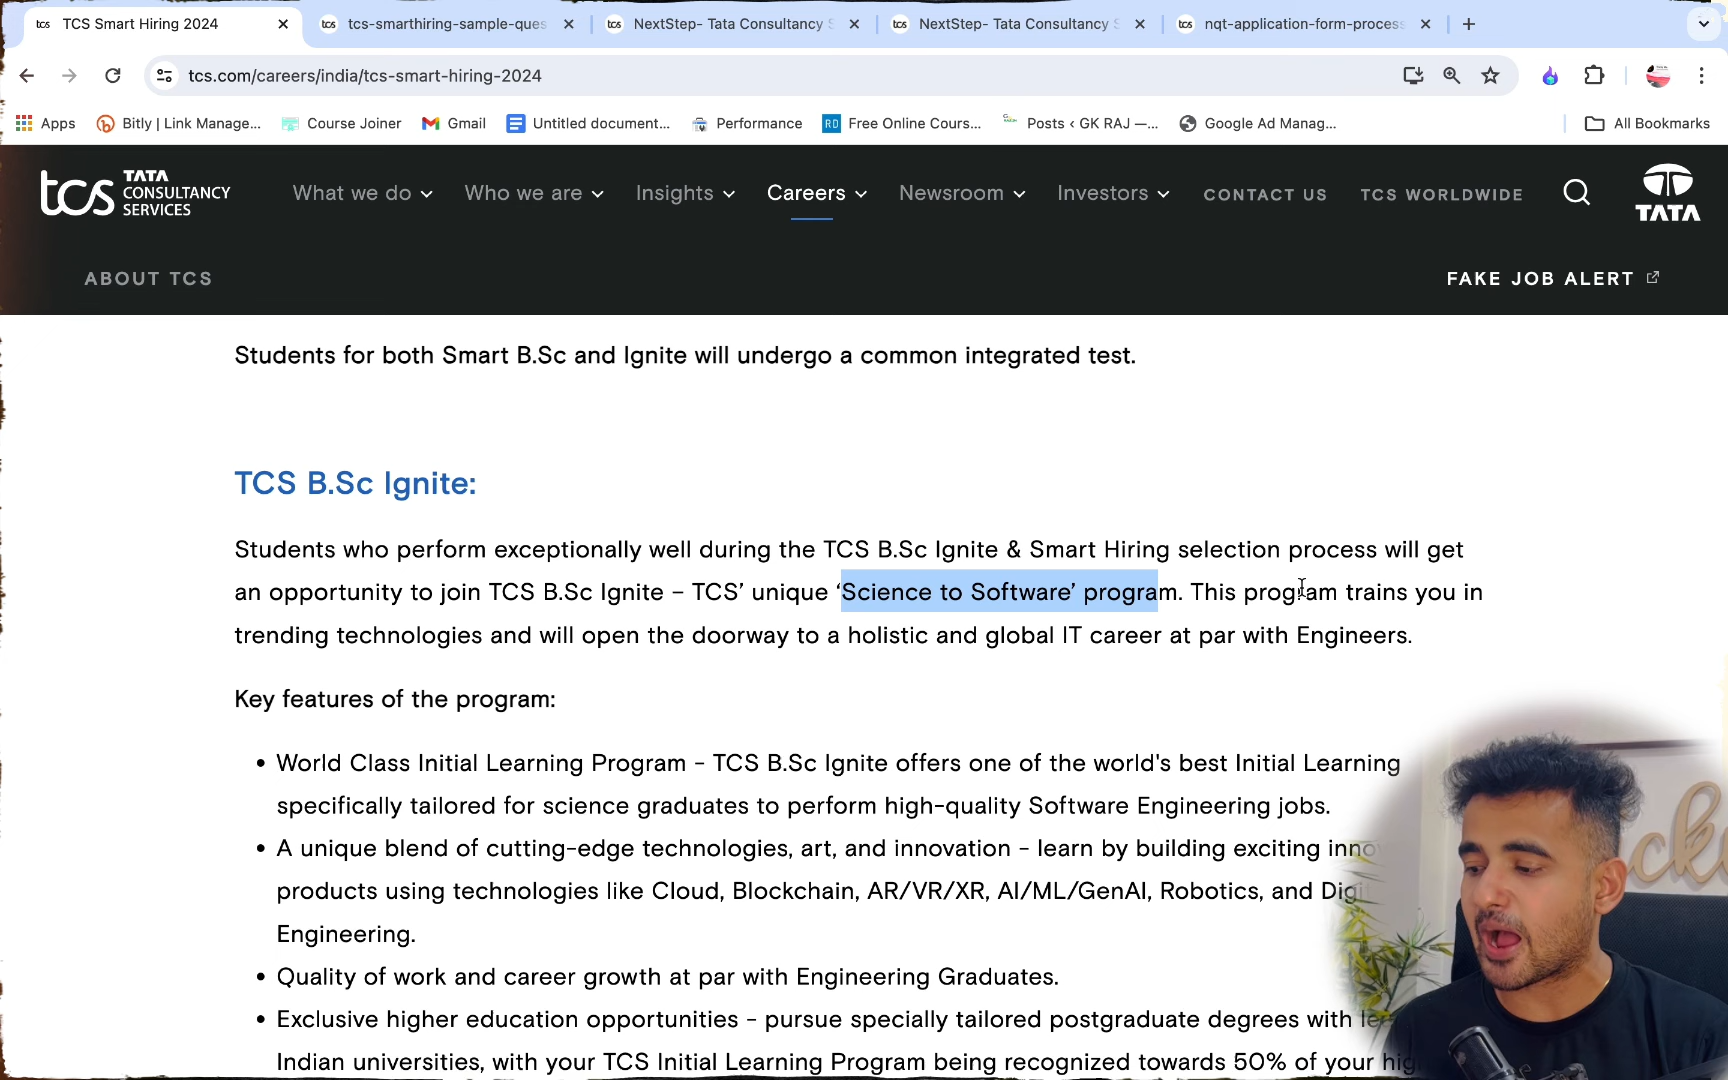 TCS Smart Hiring 2024
tcs-smarthiring-sample-ques
NextStep- Tata Consultancy S
NextStep- Tata Consultancy S
nqt-application-form-process
tcs.com/careers/india/tcs-smart-hiring-2024
Apps
Bitly | Link Manage...
Course Joiner
Gmail
Untitled document...
Performance
Free Online Cours...
Posts ‹ GK RAJ —...
Google Ad Manag...
All Bookmarks
tcs TATA CONSULTANCY SERVICES
What we do
Who we are
Insights
Careers
Newsroom
Investors
CONTACT US
TCS WORLDWIDE
TATA
ABOUT TCS
FAKE JOB ALERT
Students for both Smart B.Sc and Ignite will undergo a common integrated test.
TCS B.Sc Ignite:
Students who perform exceptionally well during the TCS B.Sc Ignite & Smart Hiring selection process will get
an opportunity to join TCS B.Sc Ignite – TCS’ unique ‘Science to Software’ program. This program trains you in
trending technologies and will open the doorway to a holistic and global IT career at par with Engineers.
Key features of the program:
• World Class Initial Learning Program - TCS B.Sc Ignite offers one of the world's best Initial Learning
specifically tailored for science graduates to perform high-quality Software Engineering jobs.
• A unique blend of cutting-edge technologies, art, and innovation - learn by building exciting
products using technologies like Cloud, Blockchain, AR/VR/XR, AI/ML/GenAI, Robotics, and
Engineering.
• Quality of work and career growth at par with Engineering Graduates.
• Exclusive higher education opportunities - pursue specially tailored postgraduate degrees with
Indian universities, with your TCS Initial Learning Program being recognized towards 50% of your